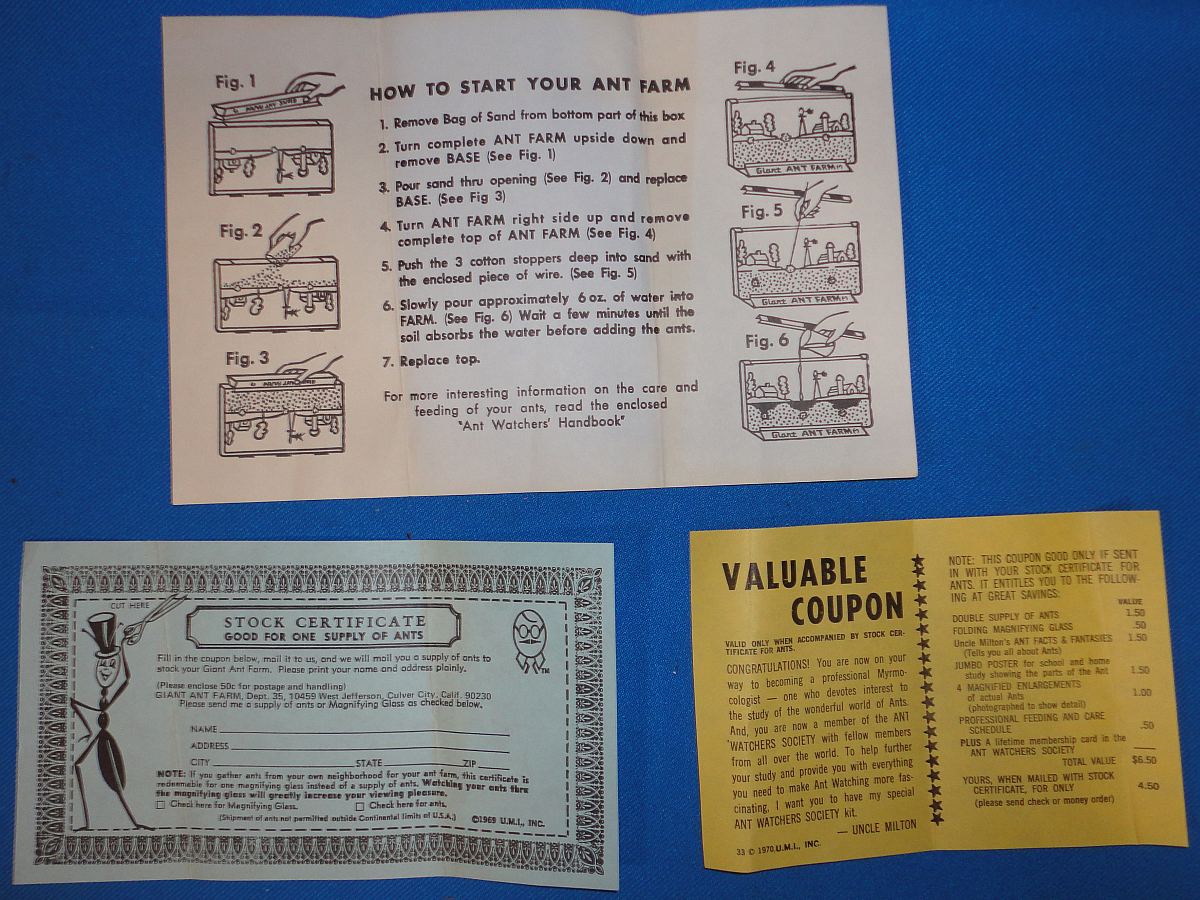 Fig. 1
Fig. 2
Fig. 3
HOW TO START YOUR ANT FARM
1. Remove Bag of Sand from bottom part of this box
2. Turn complete ANT FARM upside down and
remove BASE (See Fig. 1)
3. Pour sand thru opening (See Fig. 2) and replace
BASE. (See Fig 3)
4. Turn ANT FARM right side up and remove
complete top of ANT FARM (See Fig. 4)
5. Push the 3 cotton stoppers deep into sand with
the enclosed piece of wire. (See Fig. 5)
6. Slowly pour approximately 6 oz. of water into
FARM. (See Fig. 6) Wait a few minutes until the
soil absorbs the water before adding the ants.
7. Replace top.
For more interesting information on the care and
feeding of your ants, read the enclosed
"Ant Watchers' Handbook"
Fig. 4
Giant ANT FARM
Fig. 5
Giant ANT FARM
Fig. 6
Giant ANT FARM
CUT HERE
STOCK CERTIFICATE
GOOD FOR ONE SUPPLY OF ANTS
TM
Fill in the coupon below, mail it to us, and we will mail you a supply of ants to
stock your Giant Ant Farm. Please print your name and address plainly.
(Please enclose 50c for postage and handling)
GIANT ANT FARM, Dept. 35, 10459 West Jefferson, Culver City, Calif. 90230
Please send me a supply of ants or Magnifying Glass as checked below.
NAME
ADDRESS
CITY STATE ZIP
NOTE: If you gather ants from your own neighborhood for your ant farm, this certificate is
redeemable for one magnifying glass instead of a supply of ants. Watching your ants thru
the magnifying glass will greatly increase your viewing pleasure.
Check here for Magnifying Glass. Check here for ants.
(Shipment of ants not permitted outside Continental limits of U.S.A.) ©1969 U.M.I., INC.
VALUABLE
COUPON
VALID ONLY WHEN ACCOMPANIED BY STOCK CER-
TIFICATE FOR ANTS.
CONGRATULATIONS! You are now on your
way to becoming a professional Myrmo-
cologist — one who devotes interest to
the study of the wonderful world of Ants.
And, you are now a member of the ANT
WATCHERS SOCIETY with fellow members
from all over the world. To help further
your study and provide you with everything
you need to make Ant Watching more fas-
cinating, I want you to have my special
ANT WATCHERS SOCIETY kit.
— UNCLE MILTON
33 © 1970 U.M.I., INC.
NOTE: THIS COUPON GOOD ONLY IF SENT
IN WITH YOUR STOCK CERTIFICATE FOR
ANTS. IT ENTITLES YOU TO THE FOLLOW-
ING AT GREAT SAVINGS:
VALUE
DOUBLE SUPPLY OF ANTS 1.50
FOLDING MAGNIFYING GLASS .50
Uncle Milton's ANT FACTS & FANTASIES 1.50
(Tells you all about Ants)
JUMBO POSTER for school and home
study showing the parts of the Ant 1.50
4 MAGNIFIED ENLARGEMENTS
of actual Ants 1.00
(photographed to show detail)
PROFESSIONAL FEEDING AND CARE
SCHEDULE .50
PLUS A lifetime membership card in the
ANT WATCHERS SOCIETY
TOTAL VALUE $6.50
YOURS, WHEN MAILED WITH STOCK
CERTIFICATE, FOR ONLY 4.50
(please send check or money order)